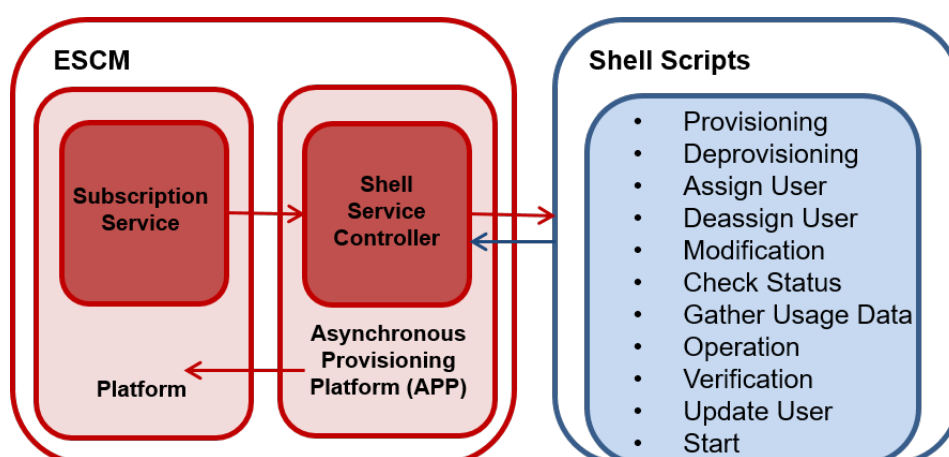 ESCM
Subscription
Service
Platform
Shell
Service
Controller
Asynchronous
Provisioning
Platform (APP)
Shell Scripts
• Provisioning
• Deprovisioning
• Assign User
• Deassign User
• Modification
• Check Status
• Gather Usage Data
• Operation
• Verification
• Update User
• Start